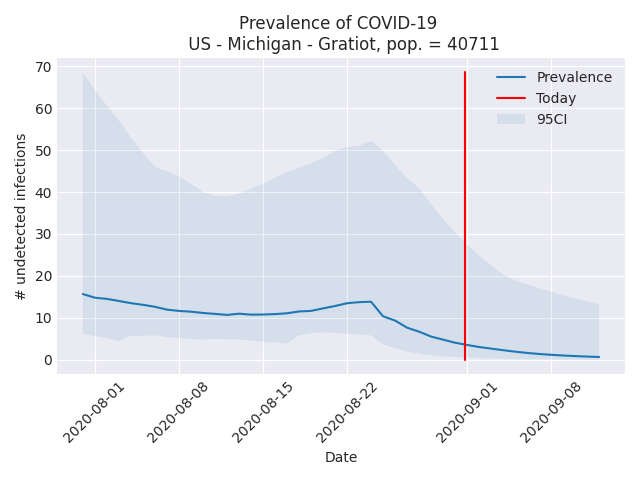 Prevalence of COVID-19
US - Michigan - Gratiot, pop. = 40711
70
60
50
40
30
20
10
0
# undetected infections
Prevalence
Today
95CI
2020-08-01
2020-08-08
2020-08-15
2020-08-22
2020-09-01
2020-09-08
Date